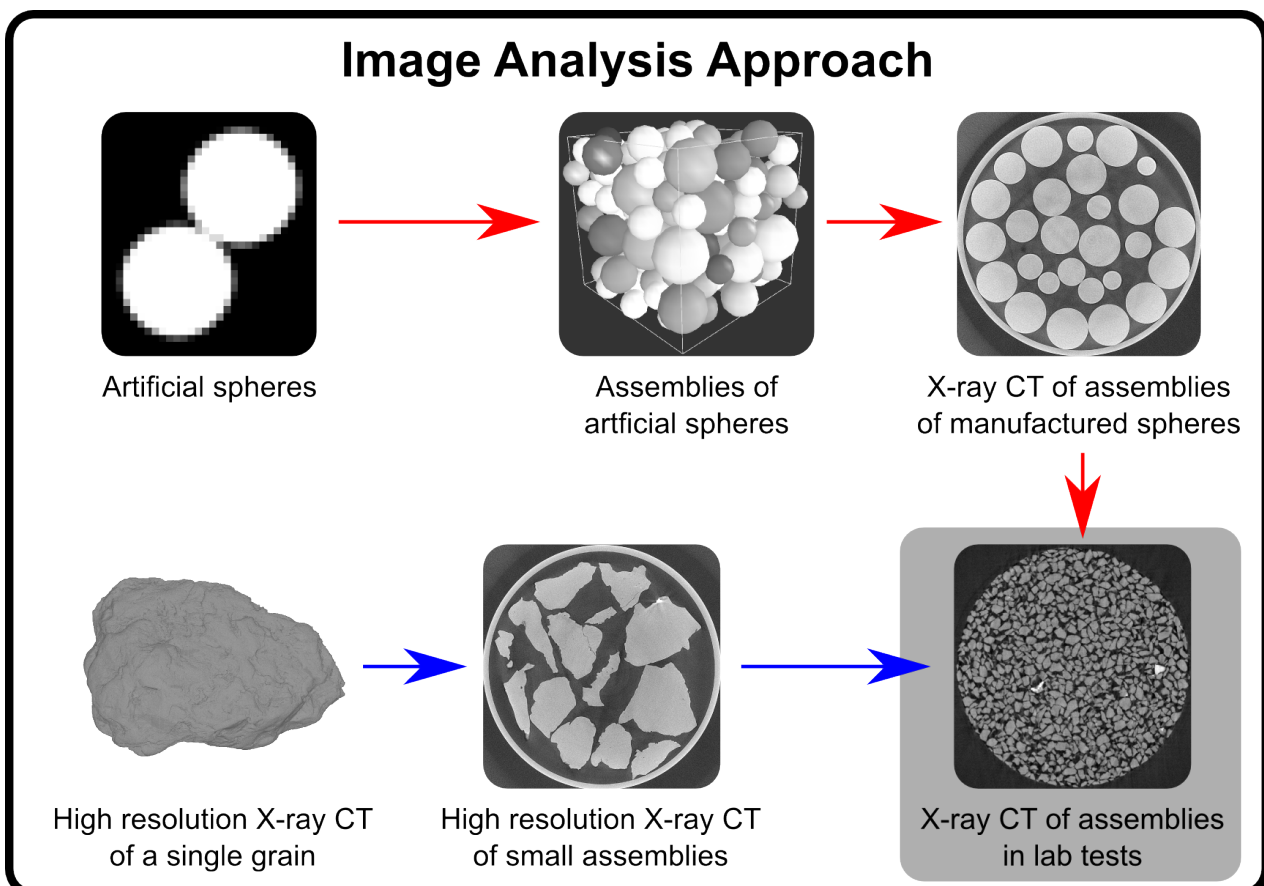 Image Analysis Approach
Artificial spheres
Assemblies of
artficial spheres
X-ray CT of assemblies
of manufactured spheres
High resolution X-ray CT
of a single grain
High resolution X-ray CT
of small assemblies
X-ray CT of assemblies
in lab tests